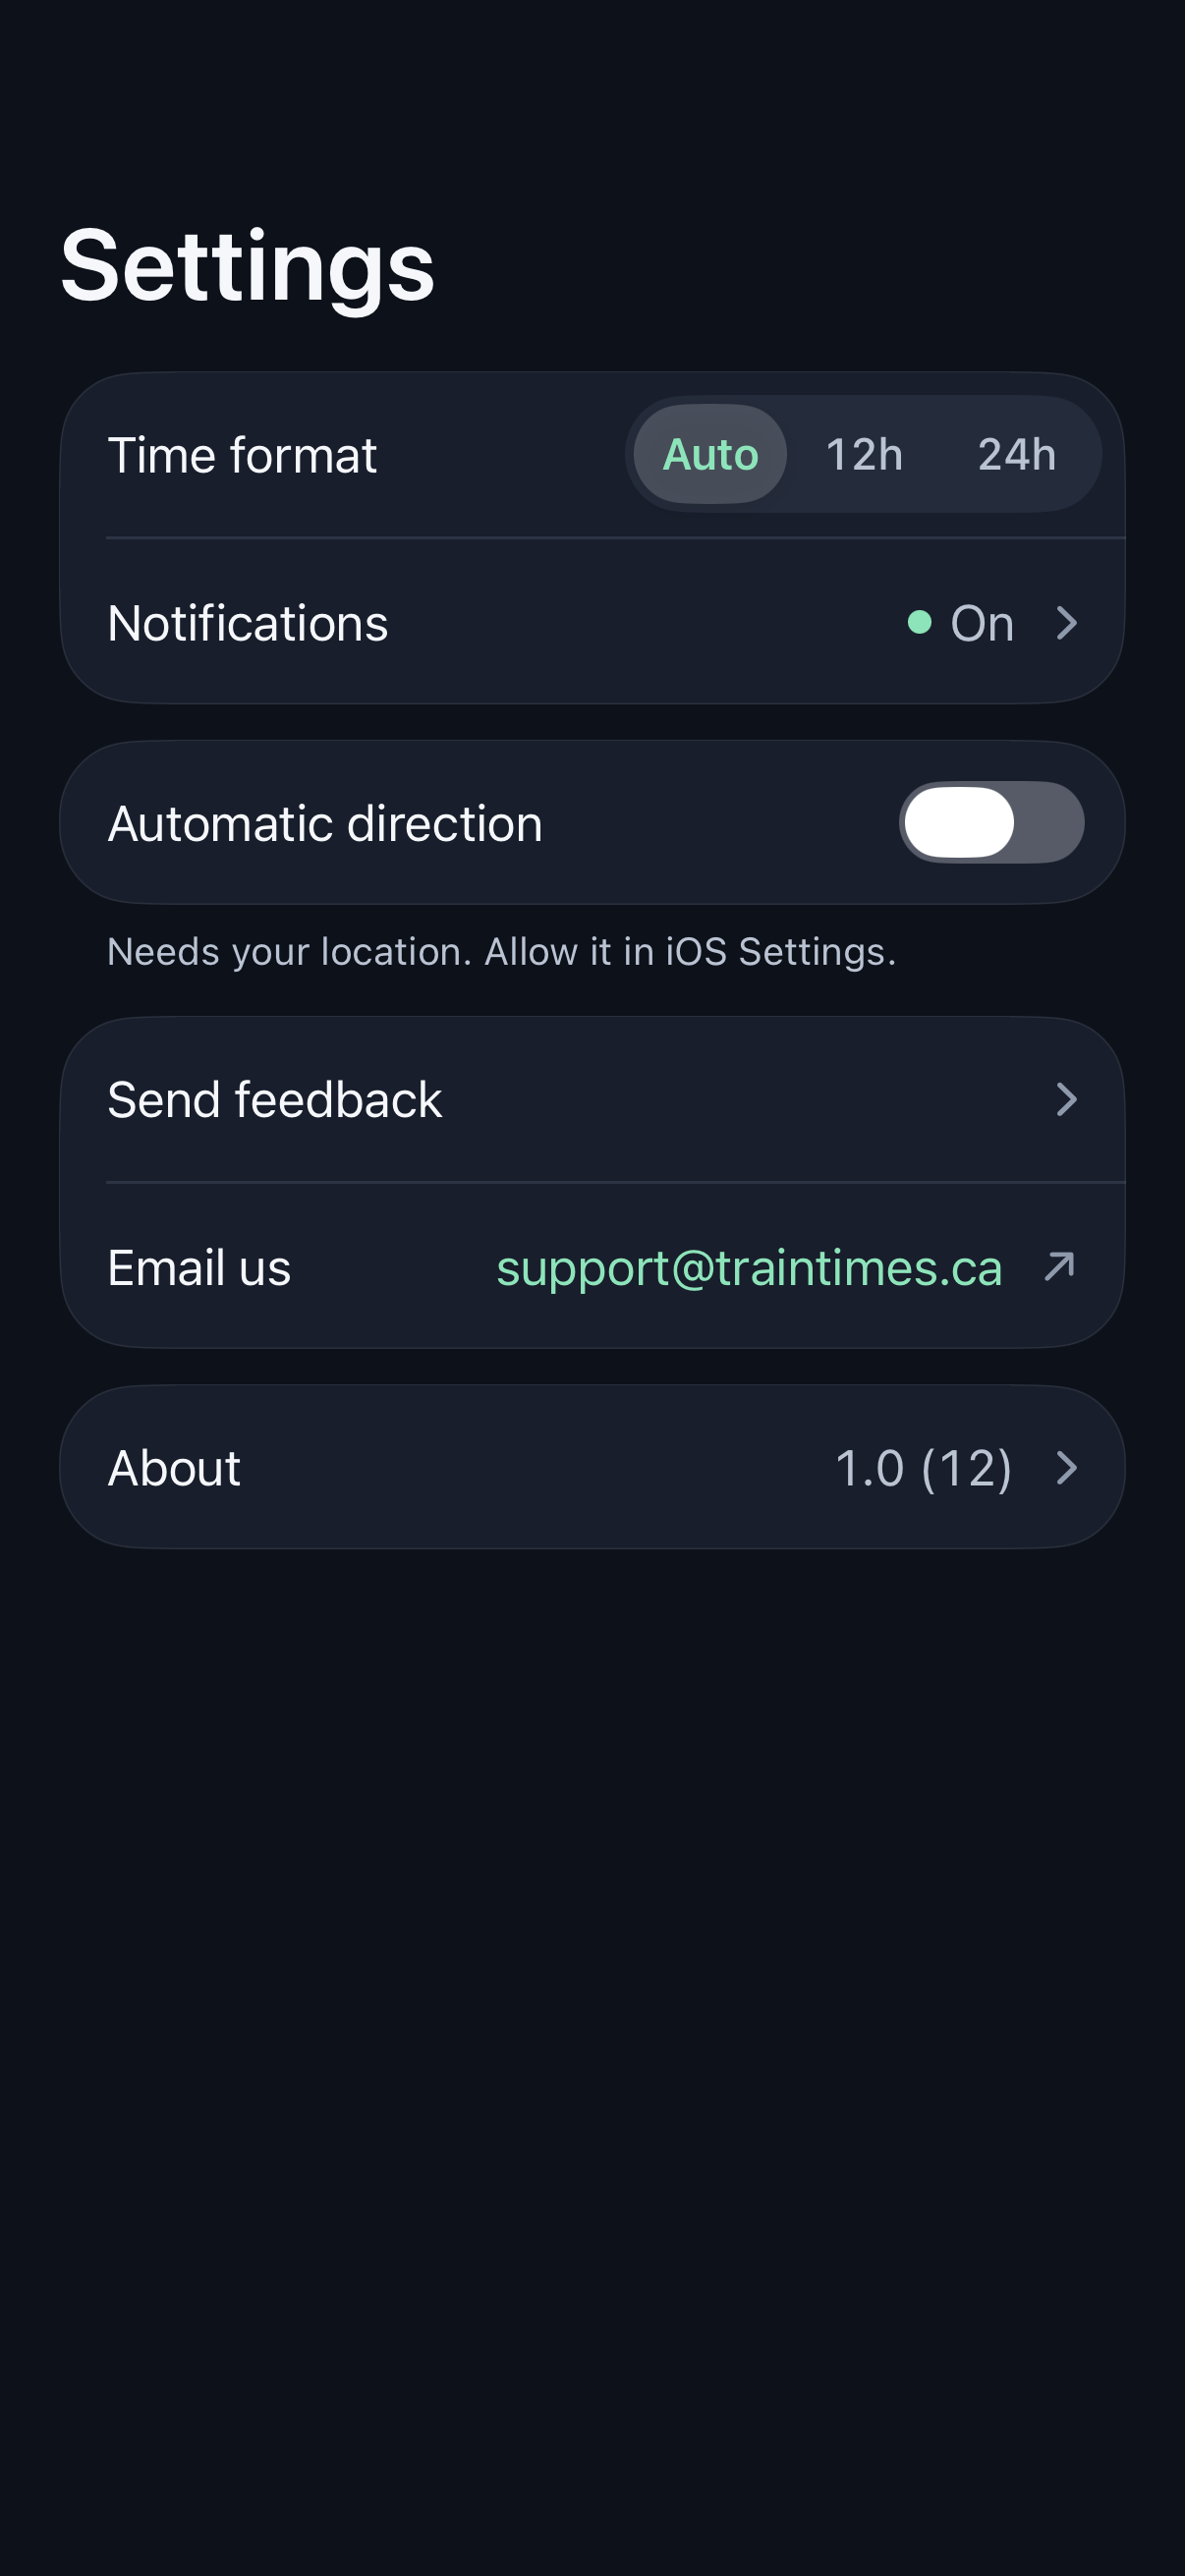 Settings
Time format Auto 12h 24h
Notifications On
Automatic direction
Needs your location. Allow it in iOS Settings.
Send feedback
Email us support@traintimes.ca
About 1.0 (12)